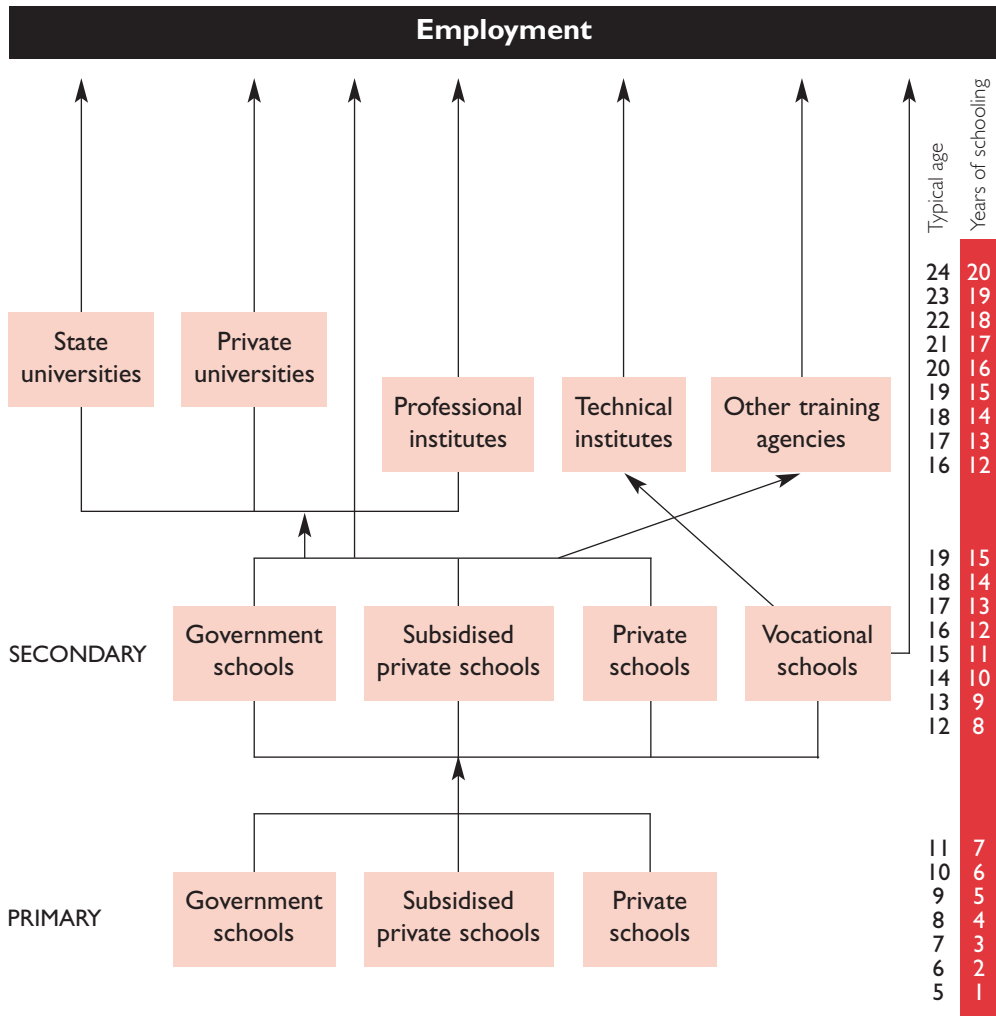 Employment
Typical age
Years of schooling
24 20
23 19
22 18
21 17
20 16
19 15
18 14
17 13
16 12
State
universities
Private
universities
Professional
institutes
Technical
institutes
Other training
agencies
19 15
18 14
17 13
16 12
15 11
14 10
13 9
12 8
SECONDARY
Government
schools
Subsidised
private schools
Private
schools
Vocational
schools
11 7
10 6
9 5
8 4
7 3
6 2
5 1
PRIMARY
Government
schools
Subsidised
private schools
Private
schools